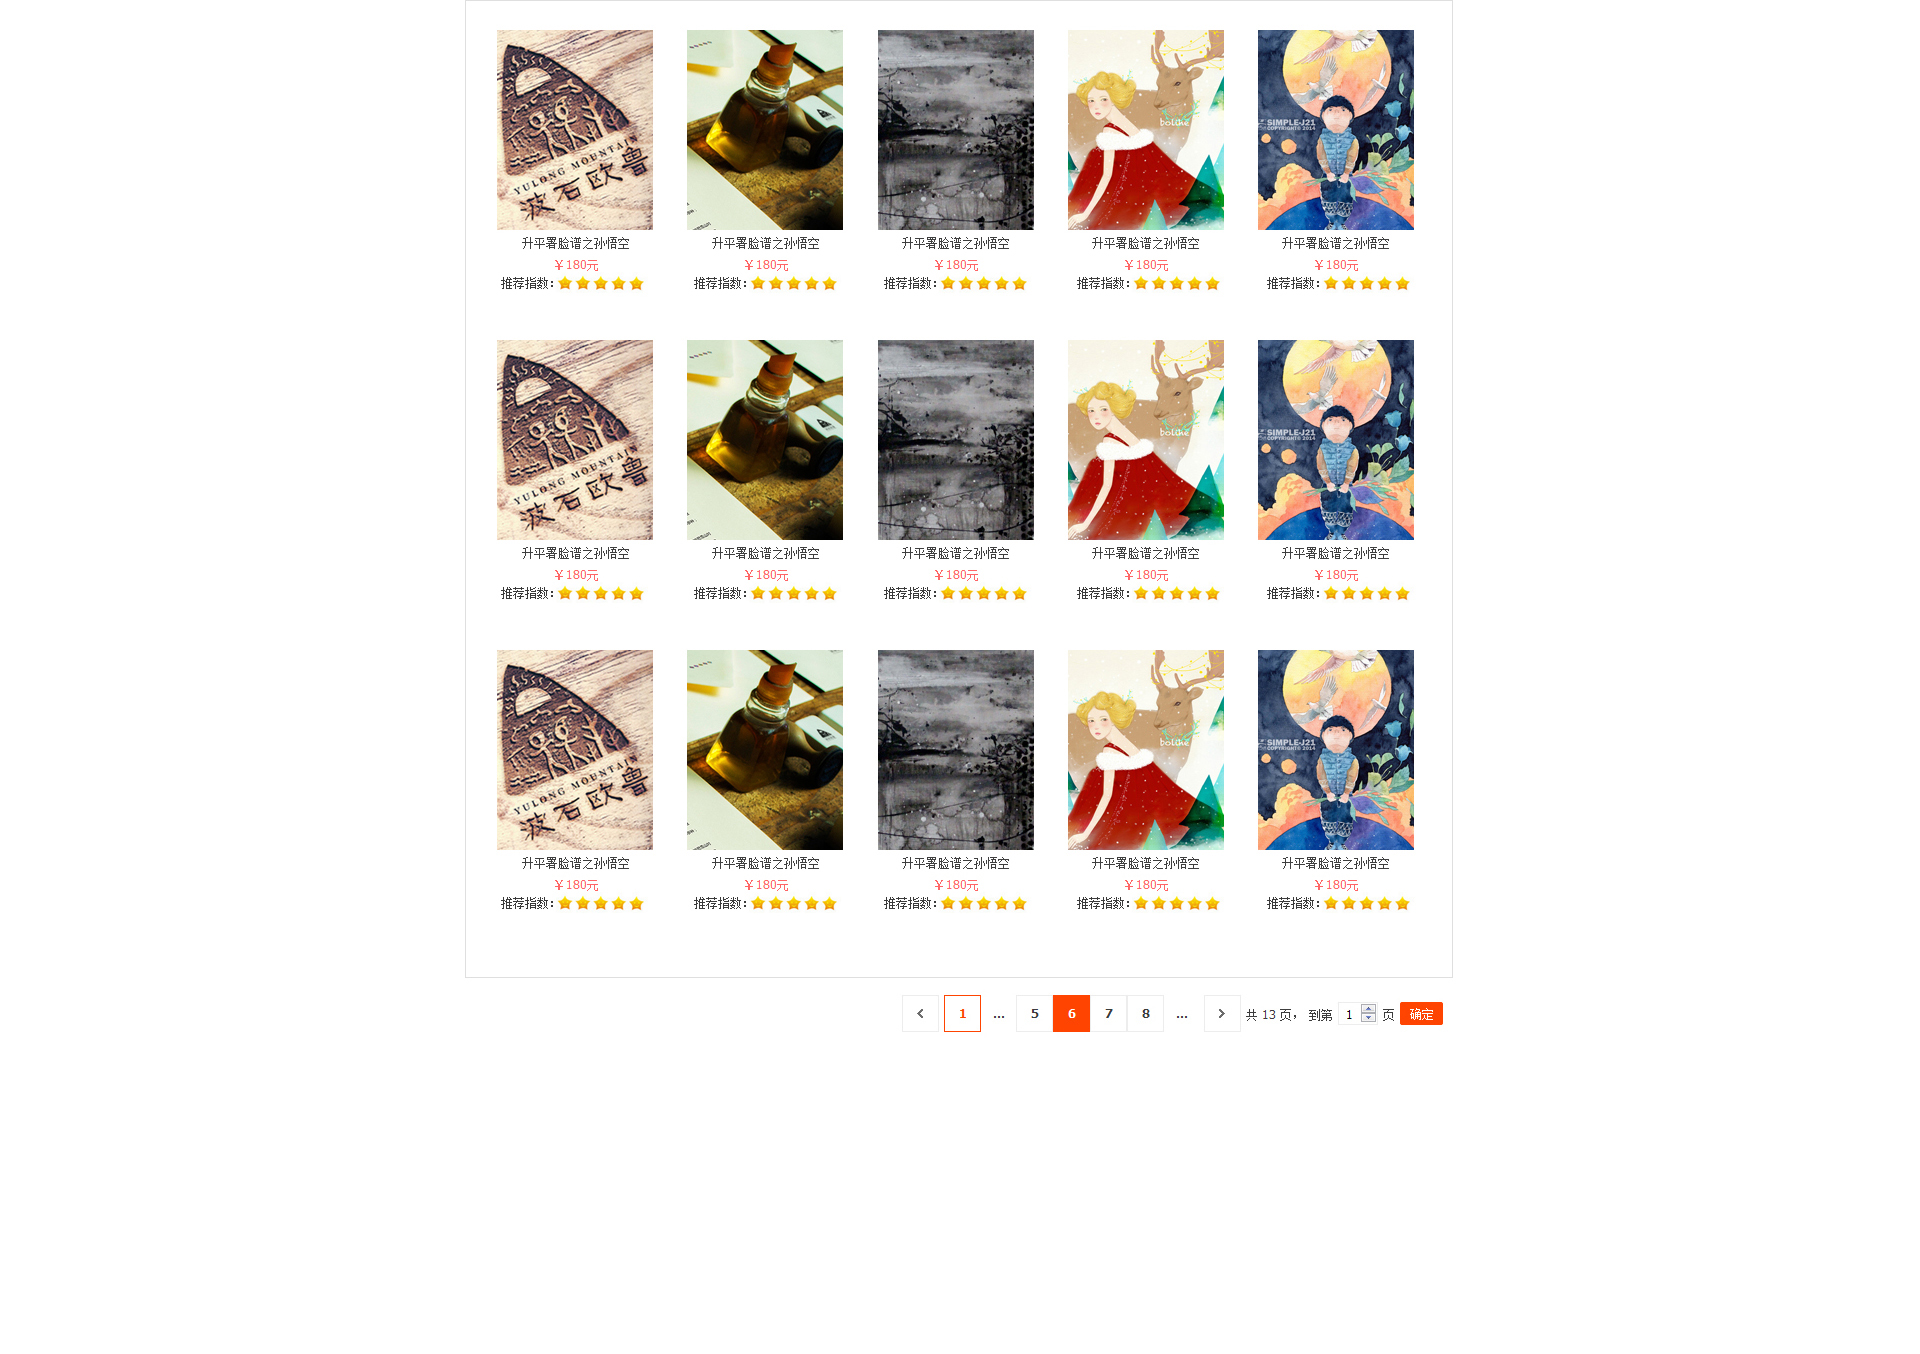 YULONG MOUNTAIN
波石欧鲁
bolihe
SIMPLE-J21
COPYRIGHT© 2014
升平署脸谱之孙悟空 升平署脸谱之孙悟空 升平署脸谱之孙悟空 升平署脸谱之孙悟空 升平署脸谱之孙悟空
￥180元 ￥180元 ￥180元 ￥180元 ￥180元
推荐指数: 推荐指数: 推荐指数: 推荐指数: 推荐指数:
YULONG MOUNTAIN
波石欧鲁
bolihe
SIMPLE-J21
COPYRIGHT© 2014
升平署脸谱之孙悟空 升平署脸谱之孙悟空 升平署脸谱之孙悟空 升平署脸谱之孙悟空 升平署脸谱之孙悟空
￥180元 ￥180元 ￥180元 ￥180元 ￥180元
推荐指数: 推荐指数: 推荐指数: 推荐指数: 推荐指数:
YULONG MOUNTAIN
波石欧鲁
bolihe
SIMPLE-J21
COPYRIGHT© 2014
升平署脸谱之孙悟空 升平署脸谱之孙悟空 升平署脸谱之孙悟空 升平署脸谱之孙悟空 升平署脸谱之孙悟空
￥180元 ￥180元 ￥180元 ￥180元 ￥180元
推荐指数: 推荐指数: 推荐指数: 推荐指数: 推荐指数:
< 1 ... 5 6 7 8 ... > 共 13 页， 到第 1 页 确定